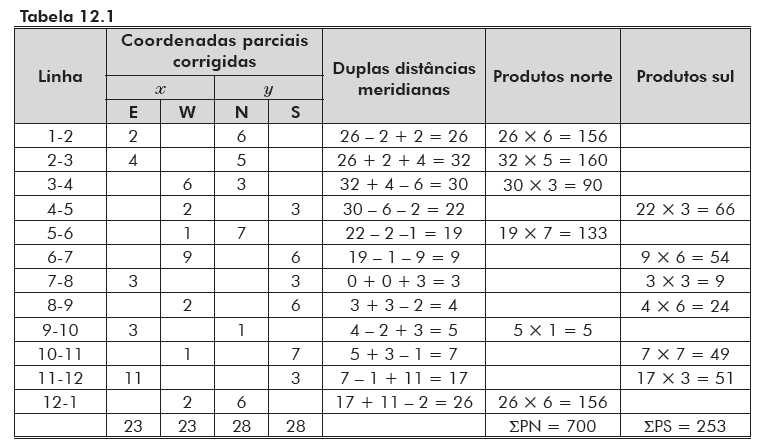 Tabela 12.1
Linha Coordenadas parciais corrigidas Duplas distâncias meridianas Produtos norte Produtos sul
x y
E W N S
1-2 2 6 26 – 2 + 2 = 26 26 × 6 = 156
2-3 4 5 26 + 2 + 4 = 32 32 × 5 = 160
3-4 6 3 32 + 4 – 6 = 30 30 × 3 = 90
4-5 2 3 30 – 6 – 2 = 22 22 × 3 = 66
5-6 1 7 22 – 2 –1 = 19 19 × 7 = 133
6-7 9 6 19 – 1 – 9 = 9 9 × 6 = 54
7-8 3 3 0 + 0 + 3 = 3 3 × 3 = 9
8-9 2 6 3 + 3 – 2 = 4 4 × 6 = 24
9-10 3 1 4 – 2 + 3 = 5 5 × 1 = 5
10-11 1 7 5 + 3 – 1 = 7 7 × 7 = 49
11-12 11 3 7 – 1 + 11 = 17 17 × 3 = 51
12-1 2 6 17 + 11 – 2 = 26 26 × 6 = 156
23 23 28 28 ΣPN = 700 ΣPS = 253